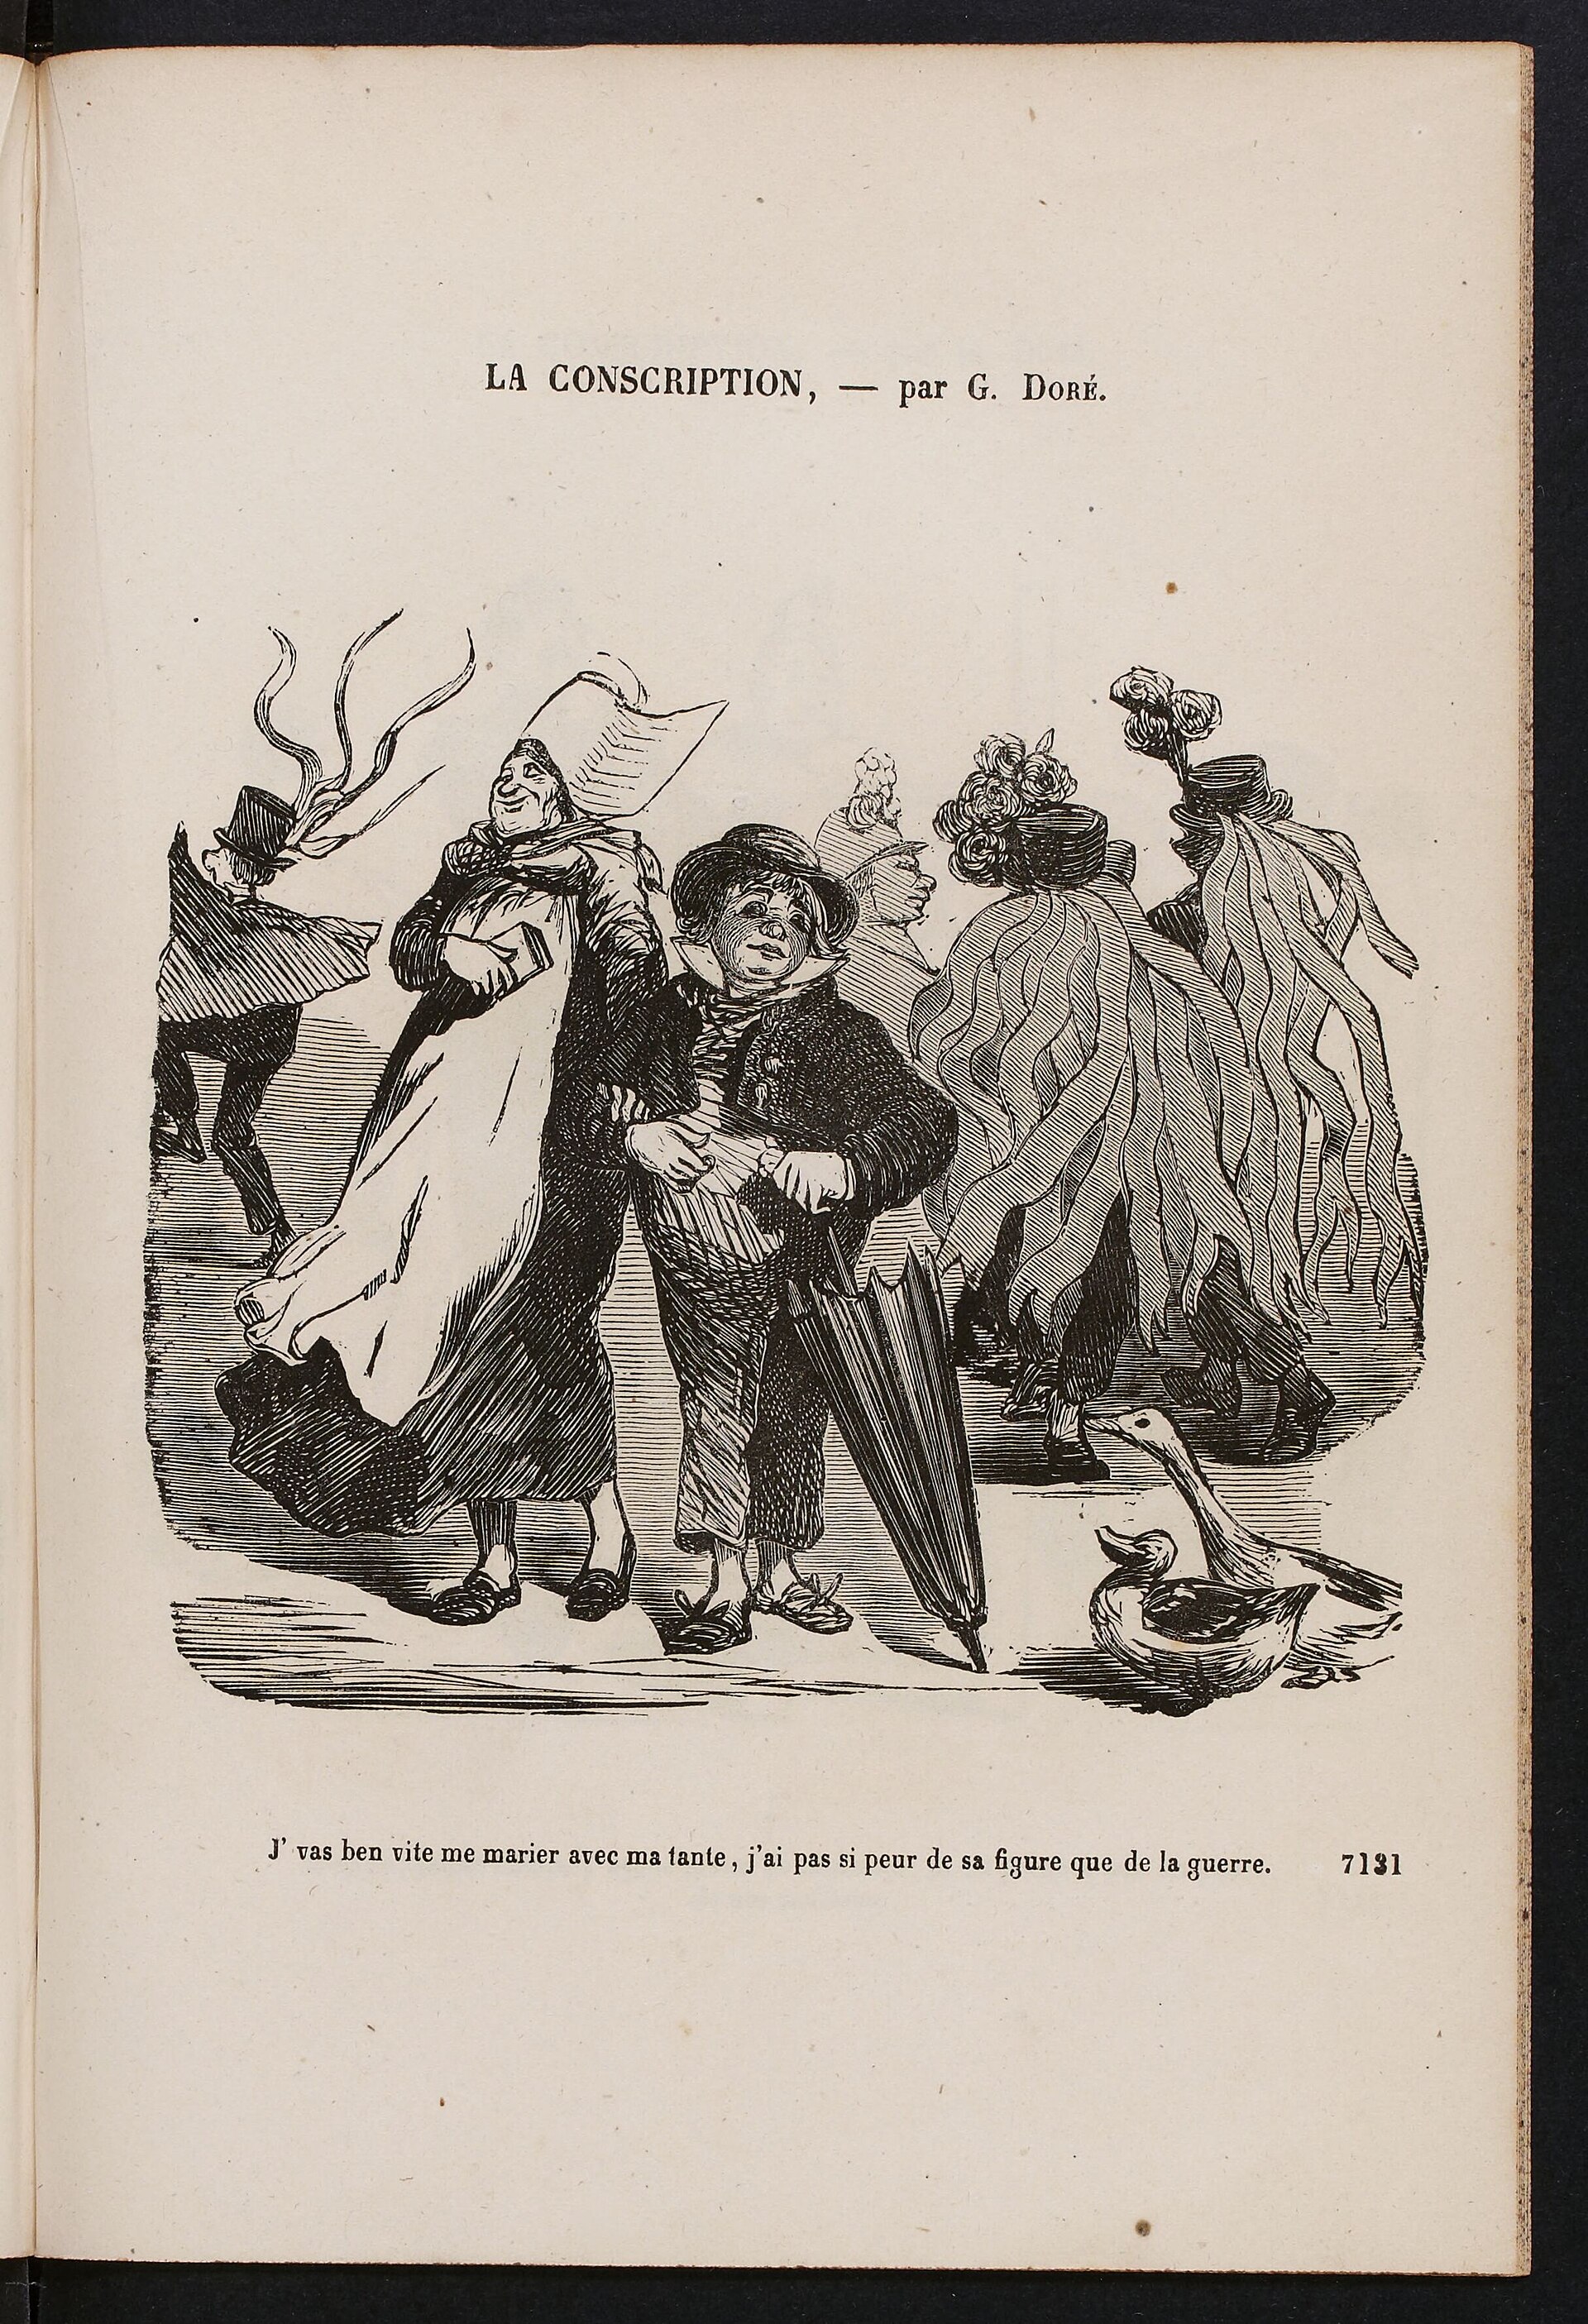 LA CONSCRIPTION, — par G. DORÉ.
J' vas ben vite me marier avec ma tante, j'ai pas si peur de sa figure que de la guerre. 7131